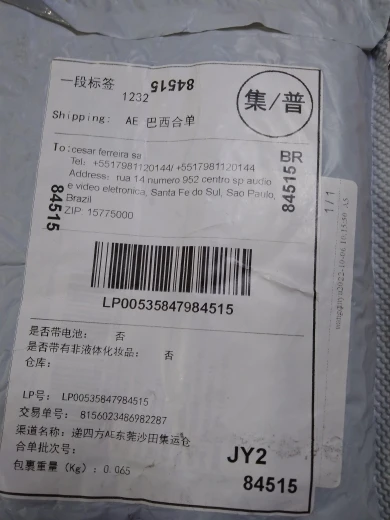 一段标签
1232
84515
集/普
Shipping: AE 巴西合单
To: cesar ferreira sa
Tel: +5517981120144/ +5517981120144
Address: rua 14 numero 952 centro sp audio
e video eletronica, Santa Fe do Sul, Sao Paulo,
Brazil
ZIP: 15775000
BR
84515
84515
1/1
LP00535847984515
是否带电池: 否
是否带有非液体化妆品: 否
仓库:
LP号: LP00535847984515
交易单号: 8156023486982287
渠道名称: 递四方AE东莞沙田集运仓
合单批次号:
包裹重量 (Kg): 0.065
JY2
84515